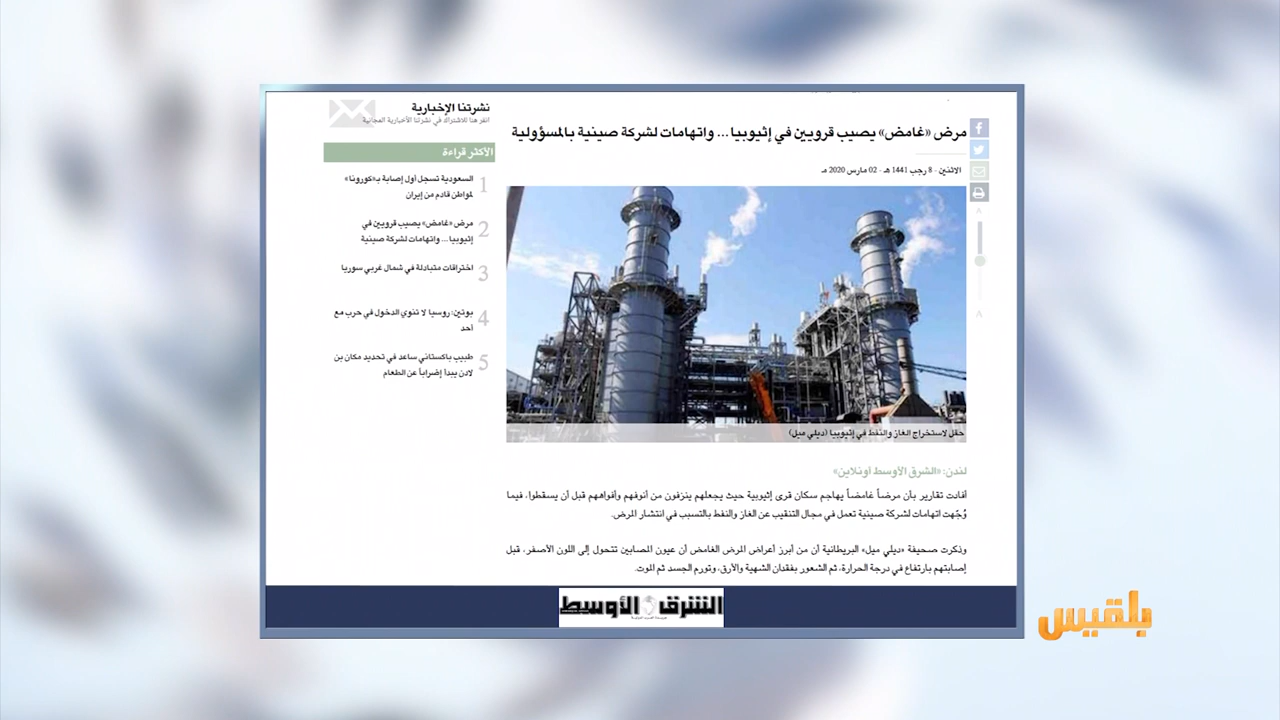 مرض «غامض» يصيب قرويين في إثيوبيا... واتهامات لشركة صينية بالمسؤولية
الاثنين - 8 رجب 1441 هـ - 02 مارس 2020 مـ
حقل لاستخراج الغاز والنفط في إثيوبيا (ديلي ميل)
لندن: «الشرق الأوسط أونلاين»
أفادت تقارير بأن مرضاً غامضاً يهاجم سكان قرى إثيوبية حيث يجعلهم ينزفون من أنوفهم وأفواههم قبل أن يسقطوا، فيما
وُجّهت اتهامات لشركة صينية تعمل في مجال التنقيب عن الغاز والنفط بالتسبب في انتشار المرض.
وذكرت صحيفة «ديلي ميل» البريطانية أن من أبرز أعراض المرض الغامض أن عيون المصابين تتحول إلى اللون الأصفر، قبل
إصابتهم بارتفاع في درجة الحرارة، ثم الشعور بفقدان الشهية والأرق، وتورم الجسد ثم الموت.
نشرتنا الإخبارية
انقر هنا للاشتراك في نشرتنا الأخبارية المجانية
الأكثر قراءة
1 السعودية تسجل أول إصابة بـ«كورونا»
لمواطن قادم من إيران
2 مرض «غامض» يصيب قرويين في
إثيوبيا... واتهامات لشركة صينية
3 اختراقات متبادلة في شمال غربي سوريا
4 بوتين: روسيا لا تنوي الدخول في حرب مع
أحد
5 طبيب باكستاني ساعد في تحديد مكان بن
لادن يبدأ إضراباً عن الطعام
الشرق الأوسط
بلقيس